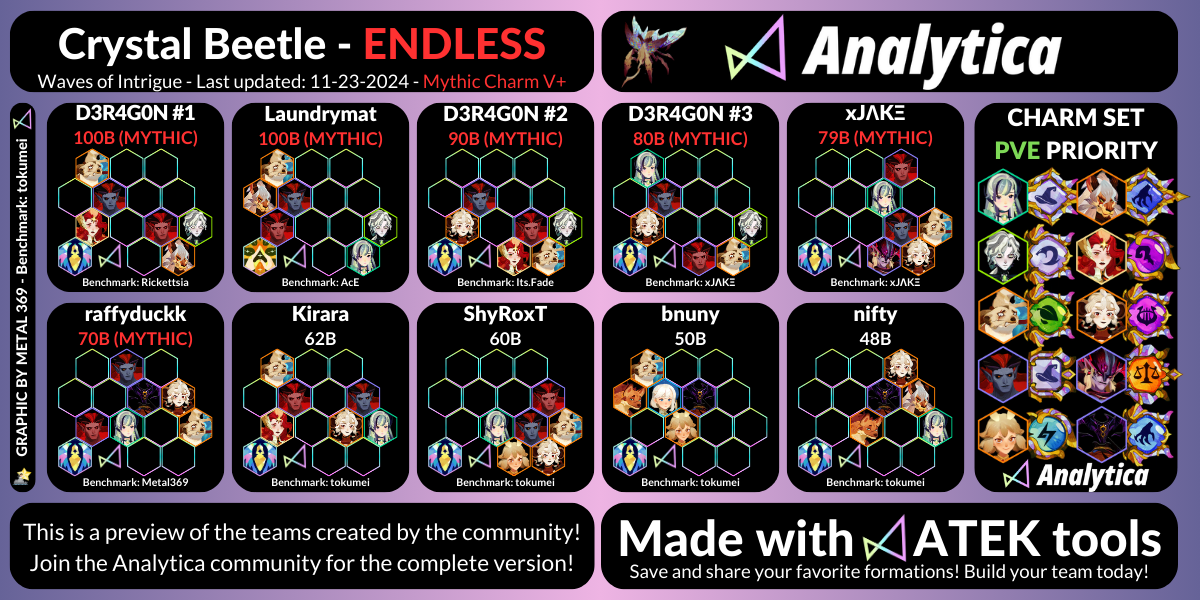 Crystal Beetle - ENDLESS
Waves of Intrigue - Last updated: 11-23-2024 - Mythic Charm V+
Analytica
GRAPHIC BY METAL 369 - Benchmark: tokumei
D3R4G0N #1
100B (MYTHIC)
Benchmark: Rickettsia
Laundrymat
100B (MYTHIC)
Benchmark: AcE
D3R4G0N #2
90B (MYTHIC)
Benchmark: Its.Fade
D3R4G0N #3
80B (MYTHIC)
Benchmark: xJΛKΞ
xJΛKΞ
79B (MYTHIC)
Benchmark: xJΛKΞ
raffyduckk
70B (MYTHIC)
Benchmark: Metal369
Kirara
62B
Benchmark: tokumei
ShyRoxT
60B
Benchmark: tokumei
bnuny
50B
Benchmark: tokumei
nifty
48B
Benchmark: tokumei
CHARM SET
PVE PRIORITY
Analytica
This is a preview of the teams created by the community!
Join the Analytica community for the complete version!
Made with ATEK tools
Save and share your favorite formations! Build your team today!